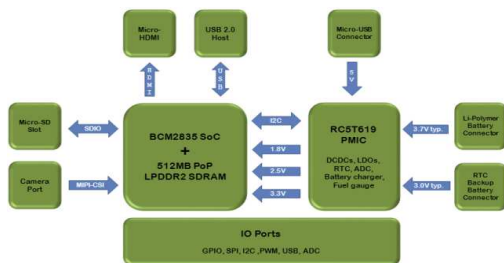 Micro-
HDMI
USB 2.0
Host
Micro-USB
Connector
HDMI
USB
5V
Micro-SD
Slot
SDIO
BCM2835 SoC
+
512MB PoP
LPDDR2 SDRAM
I2C
1.8V
2.5V
3.3V
RC5T619
PMIC
DCDCs, LDOs,
RTC, ADC,
Battery charger,
Fuel gauge
3.7V typ.
Li-Polymer
Battery
Connector
Camera
Port
MIPI-CSI
3.0V typ.
RTC
Backup
Battery
Connector
IO Ports
GPIO, SPI, I2C ,PWM, USB, ADC